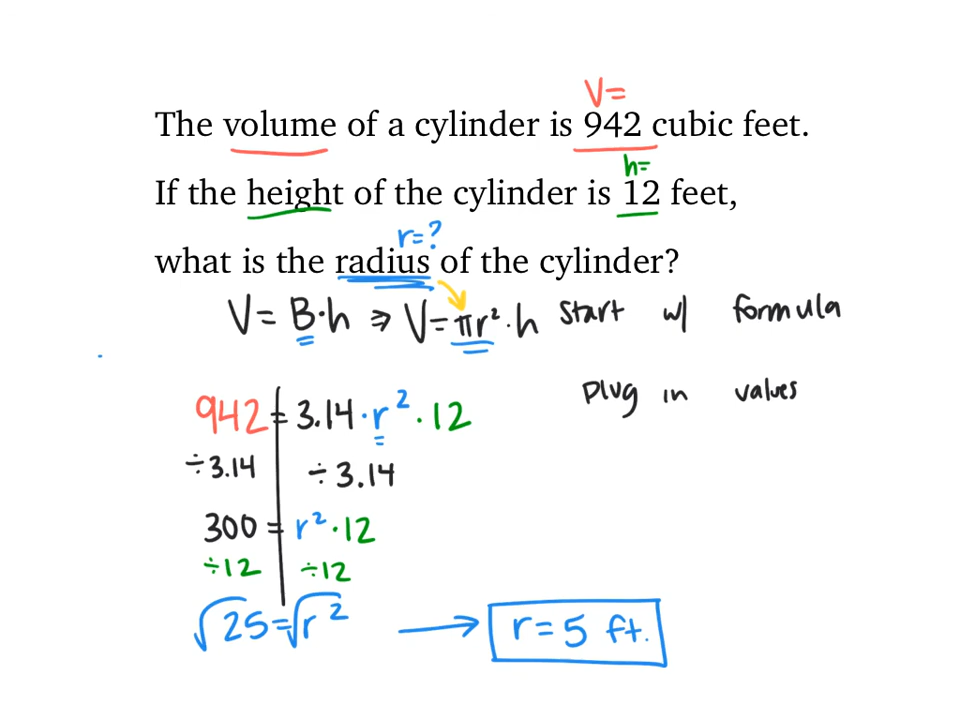 V=
The volume of a cylinder is 942 cubic feet.
h=
If the height of the cylinder is 12 feet,
r=?
what is the radius of the cylinder?
V = B·h ⇒ V = πr²·h start w/ formula
plug in values
942 = 3.14 · r² · 12
÷3.14 ÷3.14
300 = r² · 12
÷12 ÷12
√25 = √r² → r = 5 ft.